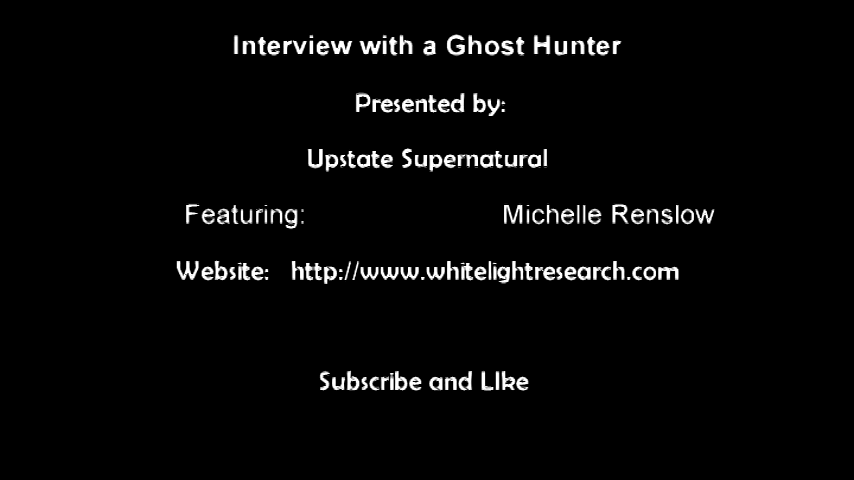 Interview with a Ghost Hunter
Presented by:
Upstate Supernatural
Featuring: Michelle Renslow
Website: http://www.whitelightresearch.com
Subscribe and LIke